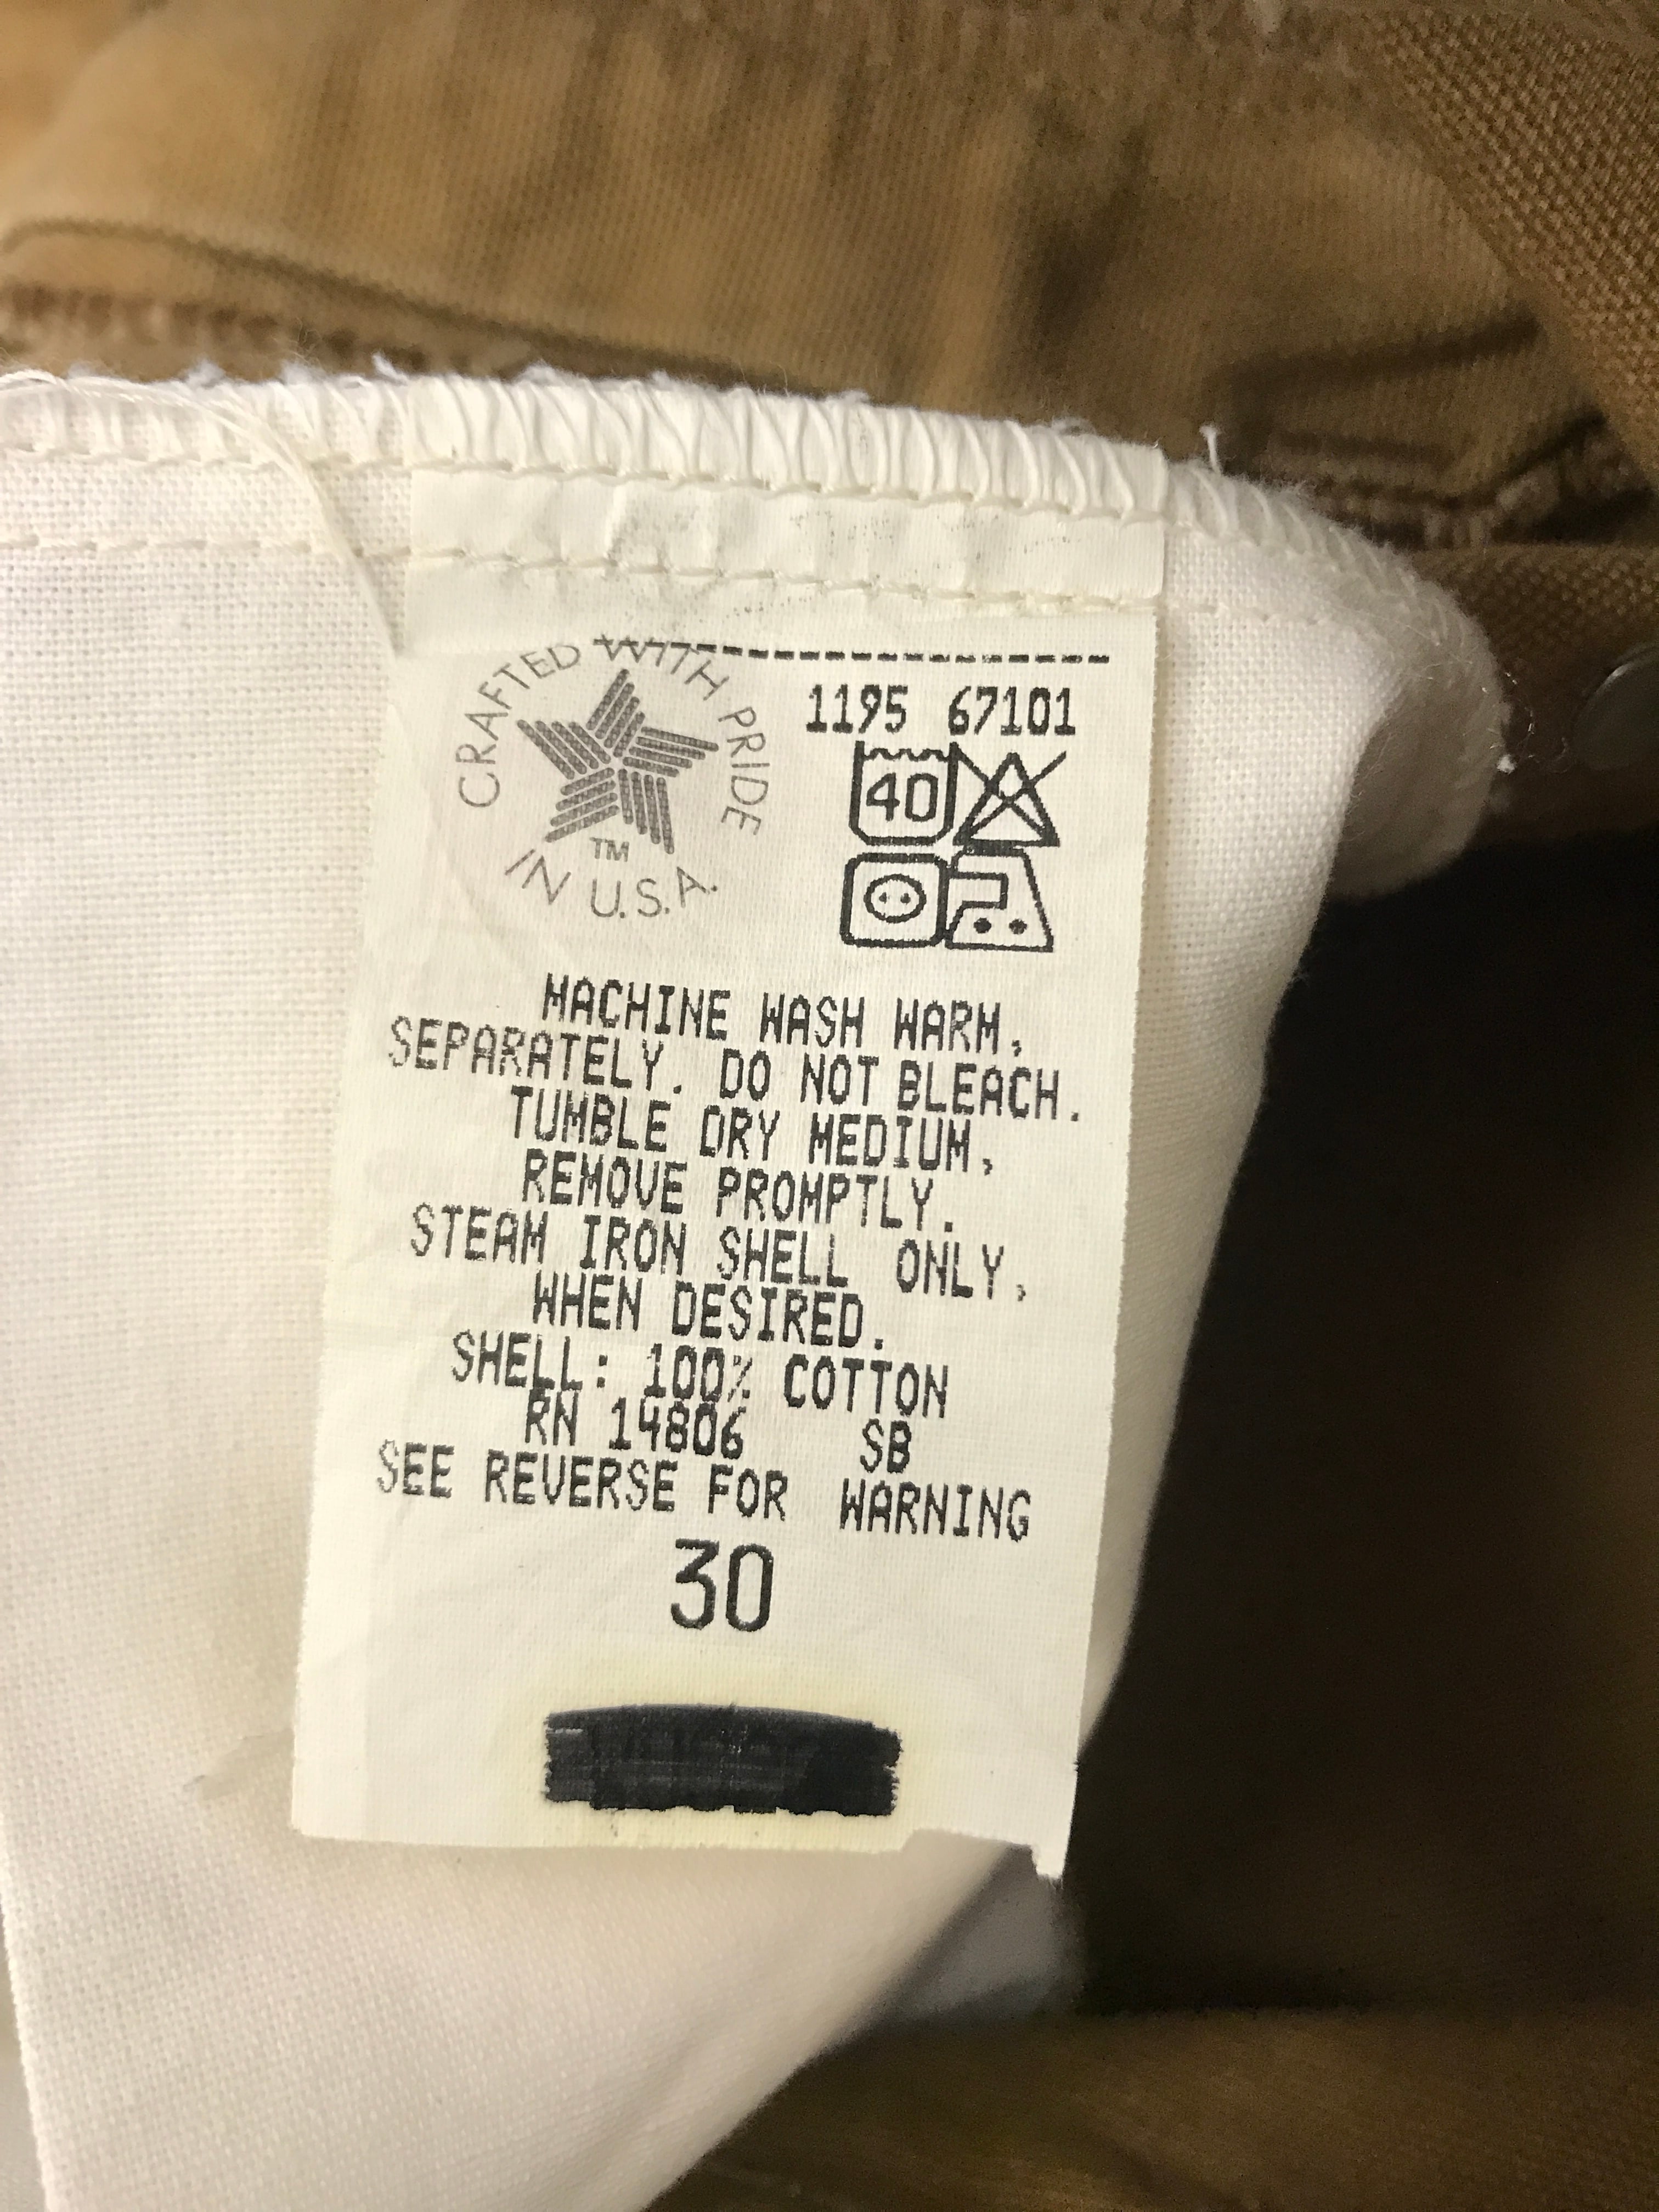 CRAFTED WITH PRIDE
IN U.S.A.
TM
1195 67101
40
MACHINE WASH WARM,
SEPARATELY. DO NOT BLEACH.
TUMBLE DRY MEDIUM,
REMOVE PROMPTLY.
STEAM IRON SHELL ONLY,
WHEN DESIRED.
SHELL: 100% COTTON
RN 14806 SB
SEE REVERSE FOR WARNING
30